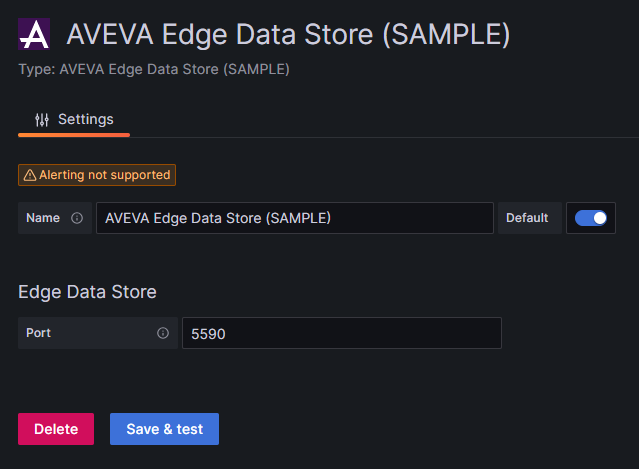 AVEVA Edge Data Store (SAMPLE)
Type: AVEVA Edge Data Store (SAMPLE)
Settings
Alerting not supported
Name AVEVA Edge Data Store (SAMPLE) Default
Edge Data Store
Port 5590
Delete Save & test